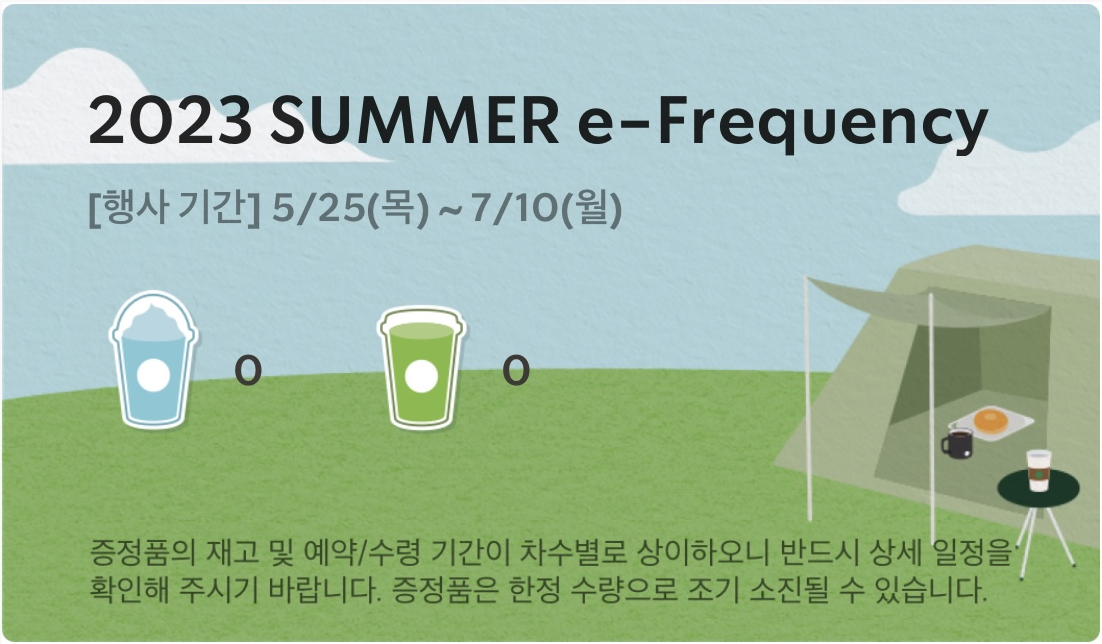 2023 SUMMER e-Frequency
[행사 기간] 5/25(목) ~ 7/10(월)
0 0
증정품의 재고 및 예약/수령 기간이 차수별로 상이하오니 반드시 상세 일정을
확인해 주시기 바랍니다. 증정품은 한정 수량으로 조기 소진될 수 있습니다.